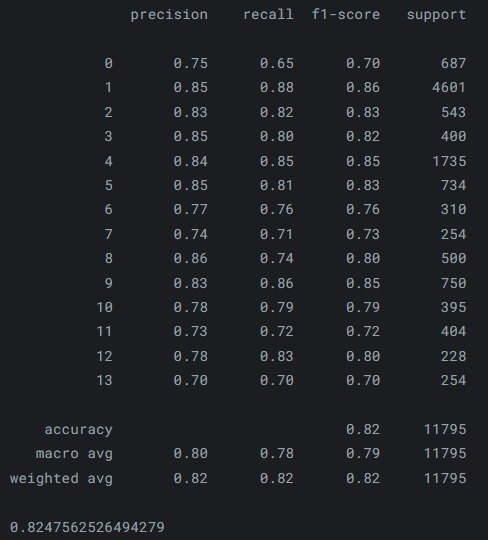 precision recall f1-score support
0 0.75 0.65 0.70 687
1 0.85 0.88 0.86 4601
2 0.83 0.82 0.83 543
3 0.85 0.80 0.82 400
4 0.84 0.85 0.85 1735
5 0.85 0.81 0.83 734
6 0.77 0.76 0.76 310
7 0.74 0.71 0.73 254
8 0.86 0.74 0.80 500
9 0.83 0.86 0.85 750
10 0.78 0.79 0.79 395
11 0.73 0.72 0.72 404
12 0.78 0.83 0.80 228
13 0.70 0.70 0.70 254
accuracy 0.82 11795
macro avg 0.80 0.78 0.79 11795
weighted avg 0.82 0.82 0.82 11795
0.8247562526494279